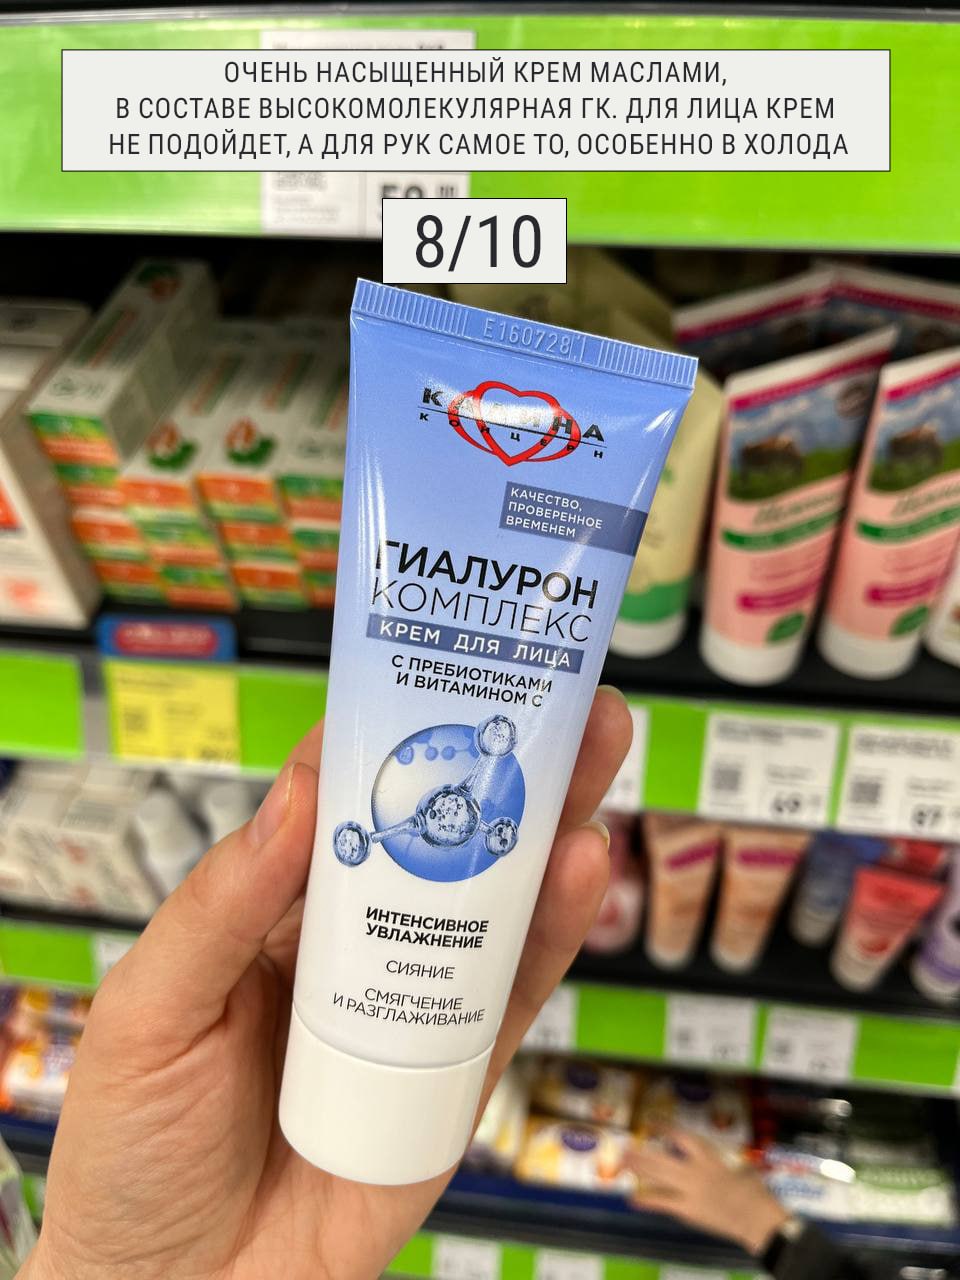 ОЧЕНЬ НАСЫЩЕННЫЙ КРЕМ МАСЛАМИ,
В СОСТАВЕ ВЫСОКОМОЛЕКУЛЯРНАЯ ГК. ДЛЯ ЛИЦА КРЕМ
НЕ ПОДОЙДЕТ, А ДЛЯ РУК САМОЕ ТО, ОСОБЕННО В ХОЛОДА
8/10
E160728.1
КАЛИНА
КОНЦЕРН
КАЧЕСТВО,
ПРОВЕРЕННОЕ
ВРЕМЕНЕМ
ГИАЛУРОН
КОМПЛЕКС
КРЕМ ДЛЯ ЛИЦА
С ПРЕБИОТИКАМИ
И ВИТАМИНОМ С
ИНТЕНСИВНОЕ
УВЛАЖНЕНИЕ
СИЯНИЕ
СМЯГЧЕНИЕ
И РАЗГЛАЖИВАНИЕ